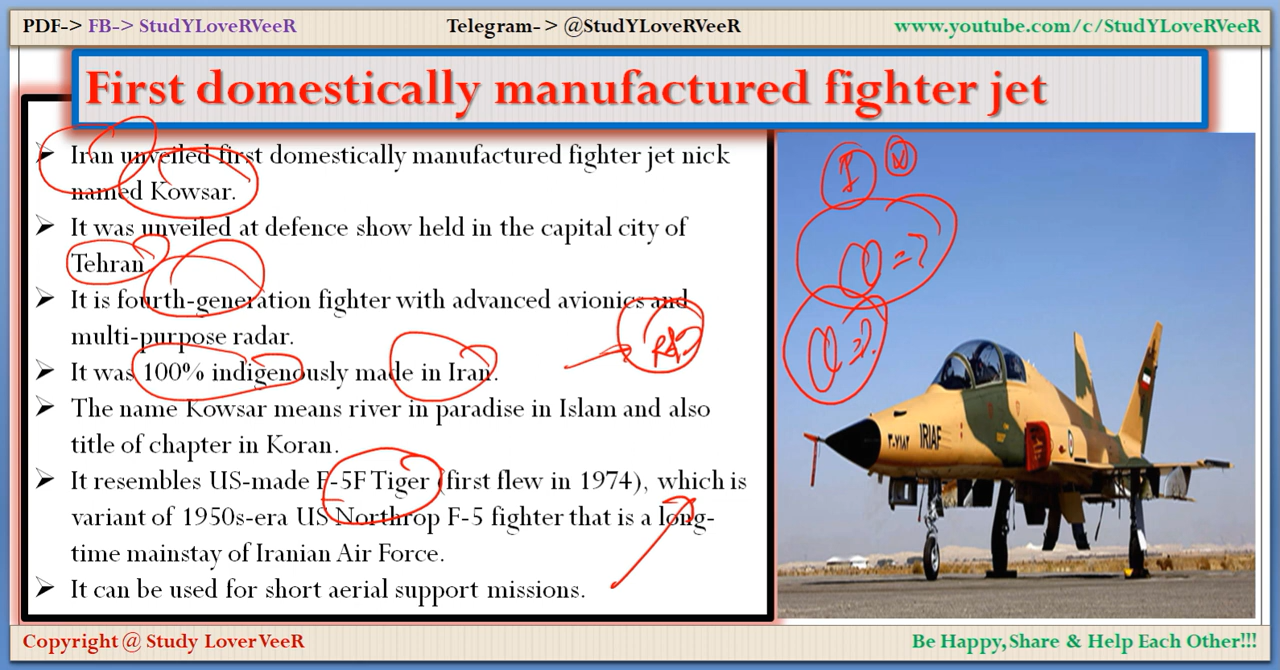 PDF-> FB-> StudYLoveRVeeR
Telegram-> @StudYLoveRVeeR
www.youtube.com/c/StudYLoveRVeeR
First domestically manufactured fighter jet
➢ Iran unveiled first domestically manufactured fighter jet nick
named Kowsar.
➢ It was unveiled at defence show held in the capital city of
Tehran
➢ It is fourth-generation fighter with advanced avionics and
multi-purpose radar.
➢ It was 100% indigenously made in Iran.
➢ The name Kowsar means river in paradise in Islam and also
title of chapter in Koran.
➢ It resembles US-made F-5F Tiger (first flew in 1974), which is
variant of 1950s-era US Northrop F-5 fighter that is a long-
time mainstay of Iranian Air Force.
➢ It can be used for short aerial support missions.
R&D
۳-۷۱۸۲ IRIAF
Copyright @ Study LoverVeeR
Be Happy,Share & Help Each Other!!!